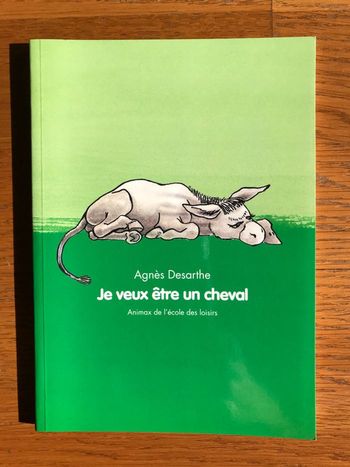 Agnès Desarthe
Je veux être un cheval
Animax de l'école des loisirs